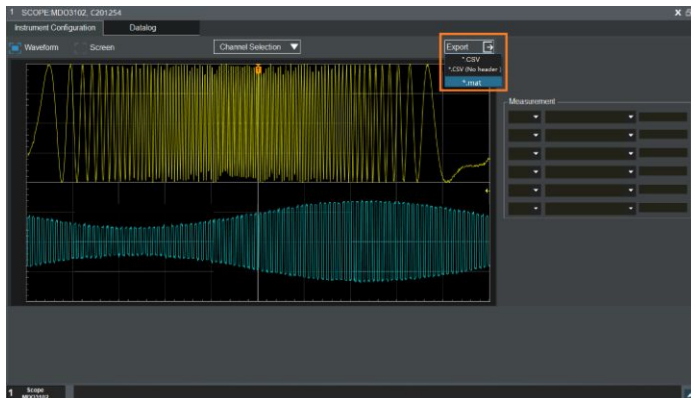 1 SCOPE:MDO3102, C201254 X
Instrument Configuration Datalog
Waveform Screen Channel Selection Export
*.CSV
*.CSV (No header )
*.mat
T
Measurement
1 Scope
MDO3102